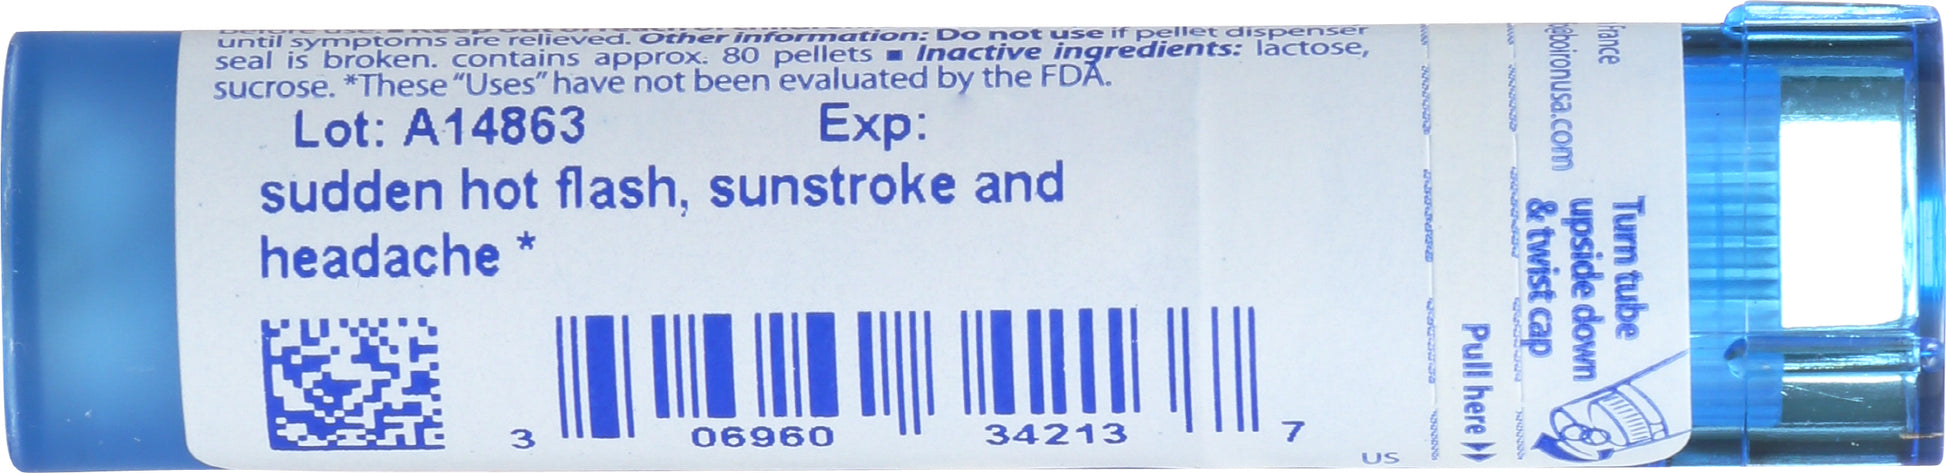 until symptoms are relieved. Other information: Do not use if pellet dispenser
seal is broken. contains approx. 80 pellets ■ Inactive ingredients: lactose,
sucrose. *These “Uses” have not been evaluated by the FDA.
Lot: A14863 Exp:
sudden hot flash, sunstroke and
headache *
3 06960 34213 7
US
Pull here
Turn tube
upside down
& twist cap
boironusa.com